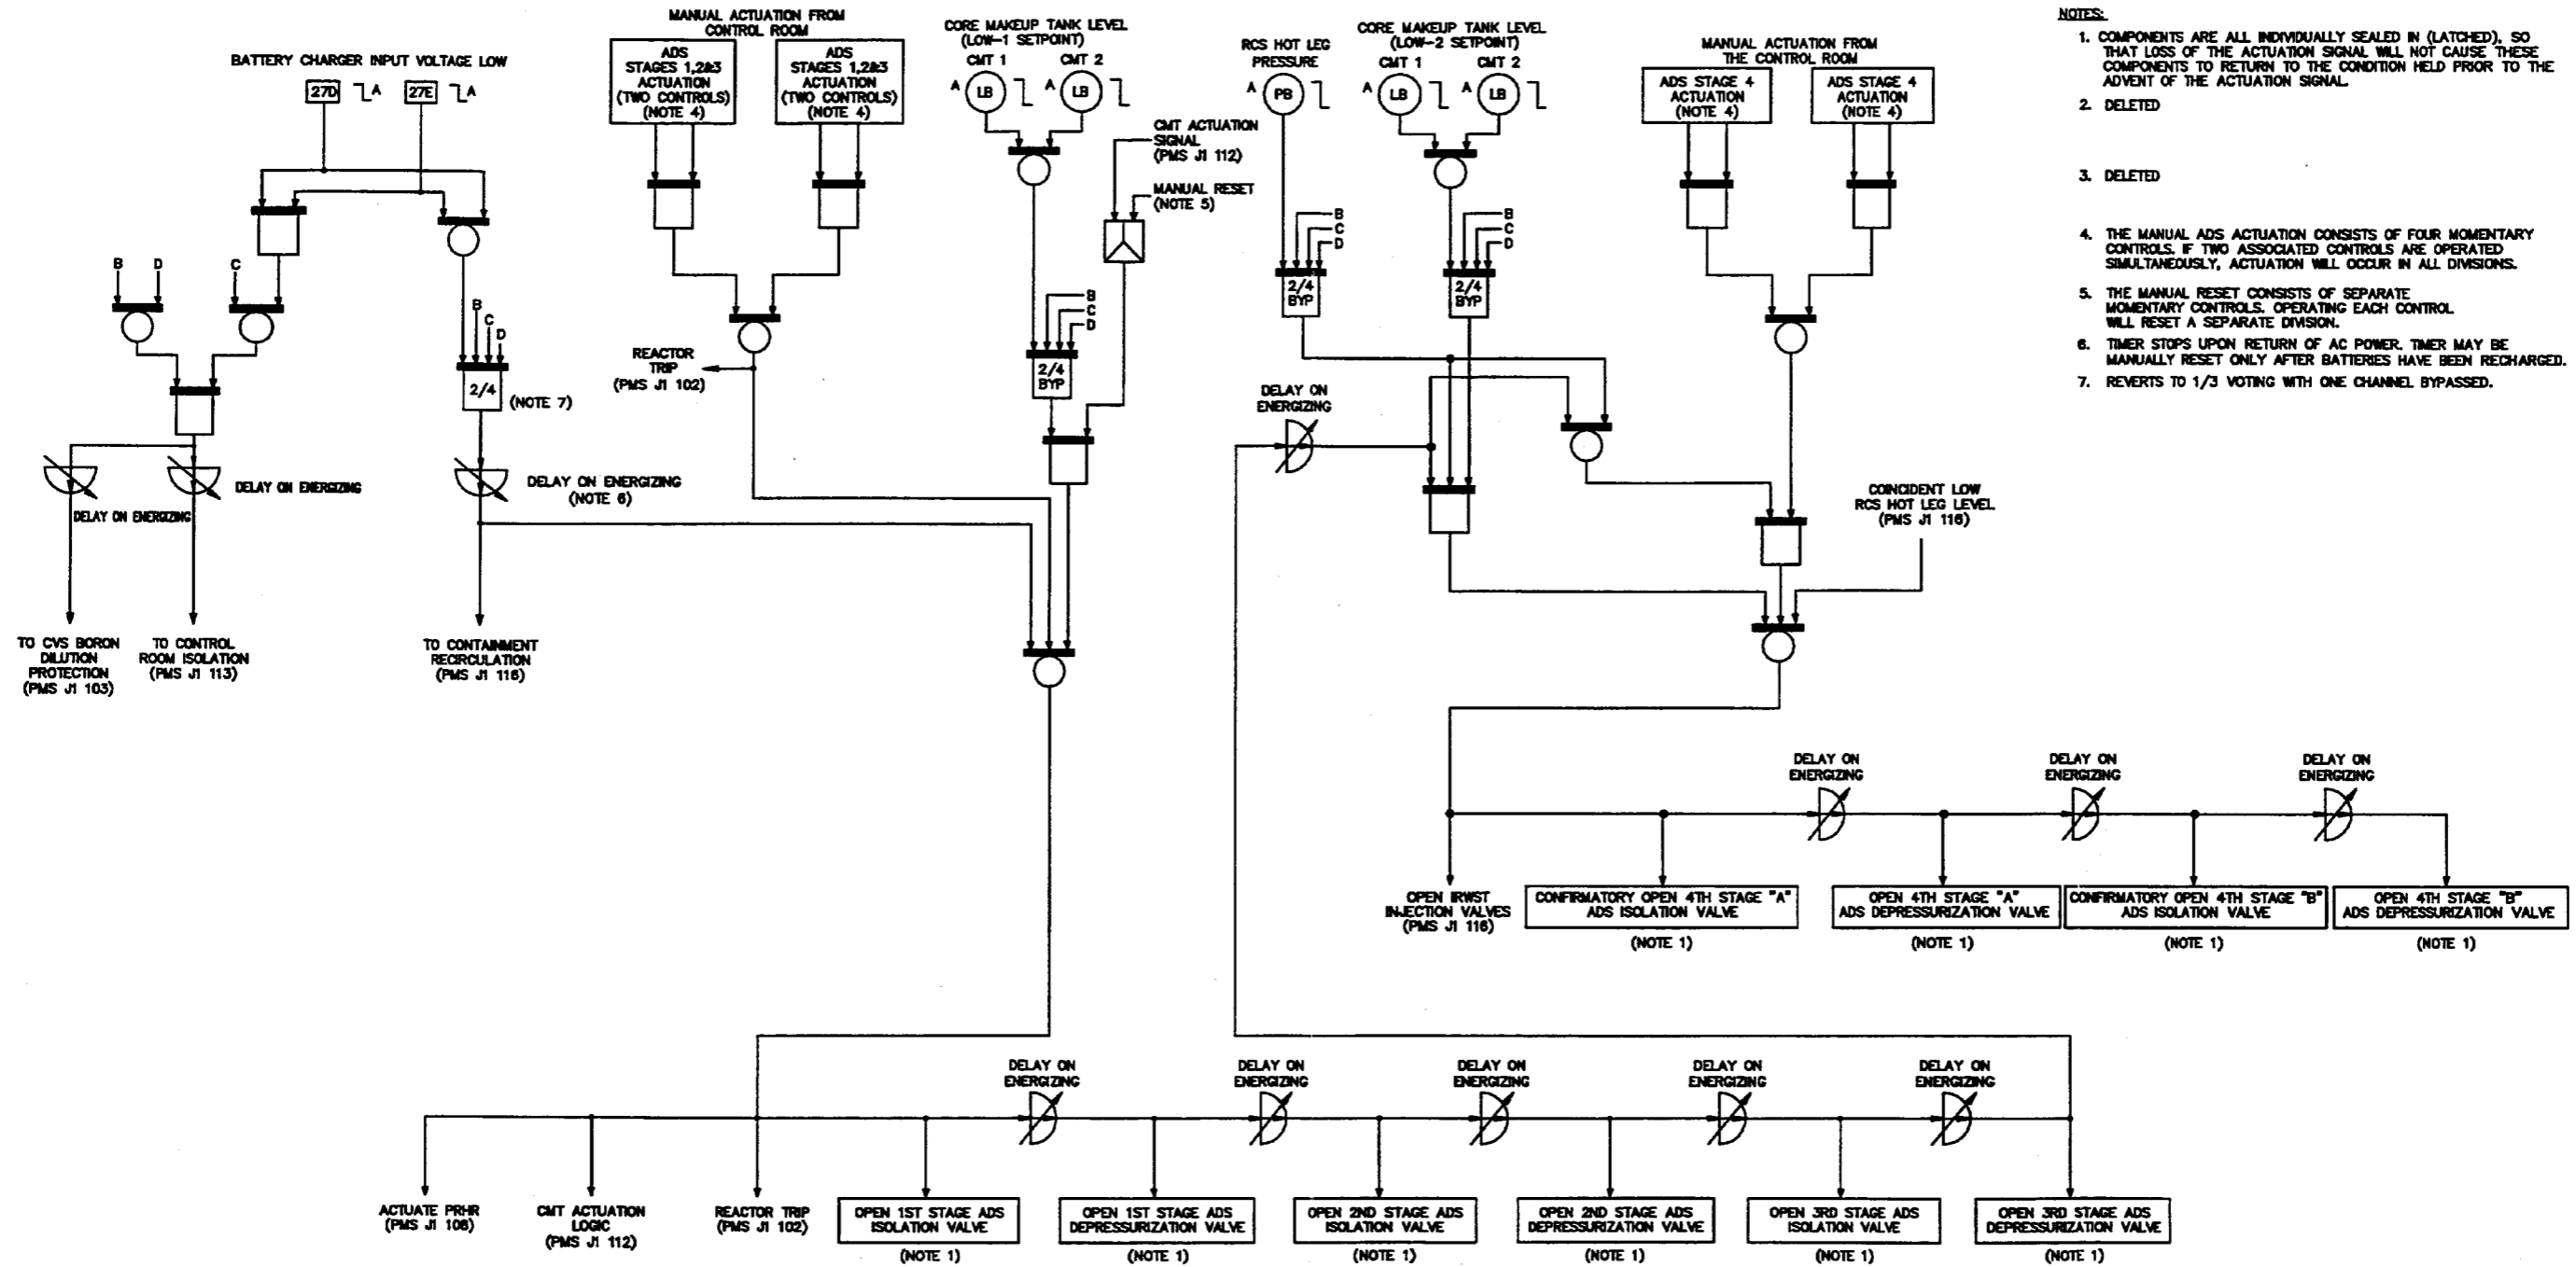 BATTERY CHARGER INPUT VOLTAGE LOW
27D
A
27E
A
B
D
C
B
C
D
2/4
(NOTE 7)
DELAY ON ENERGIZING
DELAY ON ENERGIZING
DELAY ON ENERGIZING
(NOTE 6)
TO CVS BORON
DILUTION
PROTECTION
(PMS J1 103)
TO CONTROL
ROOM ISOLATION
(PMS J1 113)
TO CONTAINMENT
RECIRCULATION
(PMS J1 116)
MANUAL ACTUATION FROM
CONTROL ROOM
ADS
STAGES 1,2&3
ACTUATION
(TWO CONTROLS)
(NOTE 4)
ADS
STAGES 1,2&3
ACTUATION
(TWO CONTROLS)
(NOTE 4)
REACTOR
TRIP
(PMS J1 102)
CORE MAKEUP TANK LEVEL
(LOW-1 SETPOINT)
CMT 1
CMT 2
A
LB
A
LB
CMT ACTUATION
SIGNAL
(PMS J1 112)
MANUAL RESET
(NOTE 5)
B
C
D
2/4
BYP
RCS HOT LEG
PRESSURE
A
PB
CORE MAKEUP TANK LEVEL
(LOW-2 SETPOINT)
CMT 1
CMT 2
A
LB
A
LB
B
C
D
2/4
BYP
B
C
D
2/4
BYP
DELAY ON
ENERGIZING
MANUAL ACTUATION FROM
THE CONTROL ROOM
ADS STAGE 4
ACTUATION
(NOTE 4)
ADS STAGE 4
ACTUATION
(NOTE 4)
COINCIDENT LOW
RCS HOT LEG LEVEL
(PMS J1 116)
NOTES:
1. COMPONENTS ARE ALL INDIVIDUALLY SEALED IN (LATCHED), SO
THAT LOSS OF THE ACTUATION SIGNAL WILL NOT CAUSE THESE
COMPONENTS TO RETURN TO THE CONDITION HELD PRIOR TO THE
ADVENT OF THE ACTUATION SIGNAL.
2. DELETED
3. DELETED
4. THE MANUAL ADS ACTUATION CONSISTS OF FOUR MOMENTARY
CONTROLS. IF TWO ASSOCIATED CONTROLS ARE OPERATED
SIMULTANEOUSLY, ACTUATION WILL OCCUR IN ALL DIVISIONS.
5. THE MANUAL RESET CONSISTS OF SEPARATE
MOMENTARY CONTROLS. OPERATING EACH CONTROL
WILL RESET A SEPARATE DIVISION.
6. TIMER STOPS UPON RETURN OF AC POWER. TIMER MAY BE
MANUALLY RESET ONLY AFTER BATTERIES HAVE BEEN RECHARGED.
7. REVERTS TO 1/3 VOTING WITH ONE CHANNEL BYPASSED.
DELAY ON
ENERGIZING
DELAY ON
ENERGIZING
DELAY ON
ENERGIZING
OPEN IRWST
INJECTION VALVES
(PMS J1 116)
CONFIRMATORY OPEN 4TH STAGE "A"
ADS ISOLATION VALVE
(NOTE 1)
OPEN 4TH STAGE "A"
ADS DEPRESSURIZATION VALVE
(NOTE 1)
CONFIRMATORY OPEN 4TH STAGE "B"
ADS ISOLATION VALVE
(NOTE 1)
OPEN 4TH STAGE "B"
ADS DEPRESSURIZATION VALVE
(NOTE 1)
DELAY ON
ENERGIZING
DELAY ON
ENERGIZING
DELAY ON
ENERGIZING
DELAY ON
ENERGIZING
DELAY ON
ENERGIZING
ACTUATE PRHR
(PMS J1 108)
CMT ACTUATION
LOGIC
(PMS J1 112)
REACTOR TRIP
(PMS J1 102)
OPEN 1ST STAGE ADS
ISOLATION VALVE
(NOTE 1)
OPEN 1ST STAGE ADS
DEPRESSURIZATION VALVE
(NOTE 1)
OPEN 2ND STAGE ADS
ISOLATION VALVE
(NOTE 1)
OPEN 2ND STAGE ADS
DEPRESSURIZATION VALVE
(NOTE 1)
OPEN 3RD STAGE ADS
ISOLATION VALVE
(NOTE 1)
OPEN 3RD STAGE ADS
DEPRESSURIZATION VALVE
(NOTE 1)